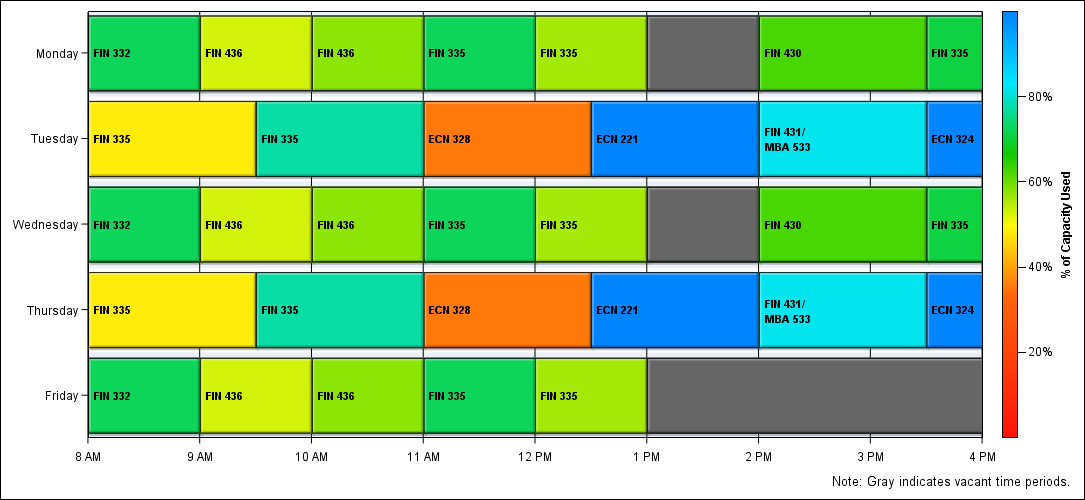 Monday
FIN 332
FIN 436
FIN 436
FIN 335
FIN 335
FIN 430
FIN 335
Tuesday
FIN 335
FIN 335
ECN 328
ECN 221
FIN 431/
MBA 533
ECN 324
Wednesday
FIN 332
FIN 436
FIN 436
FIN 335
FIN 335
FIN 430
FIN 335
Thursday
FIN 335
FIN 335
ECN 328
ECN 221
FIN 431/
MBA 533
ECN 324
Friday
FIN 332
FIN 436
FIN 436
FIN 335
FIN 335
8 AM
9 AM
10 AM
11 AM
12 PM
1 PM
2 PM
3 PM
4 PM
80%
60%
40%
20%
% of Capacity Used
Note: Gray indicates vacant time periods.